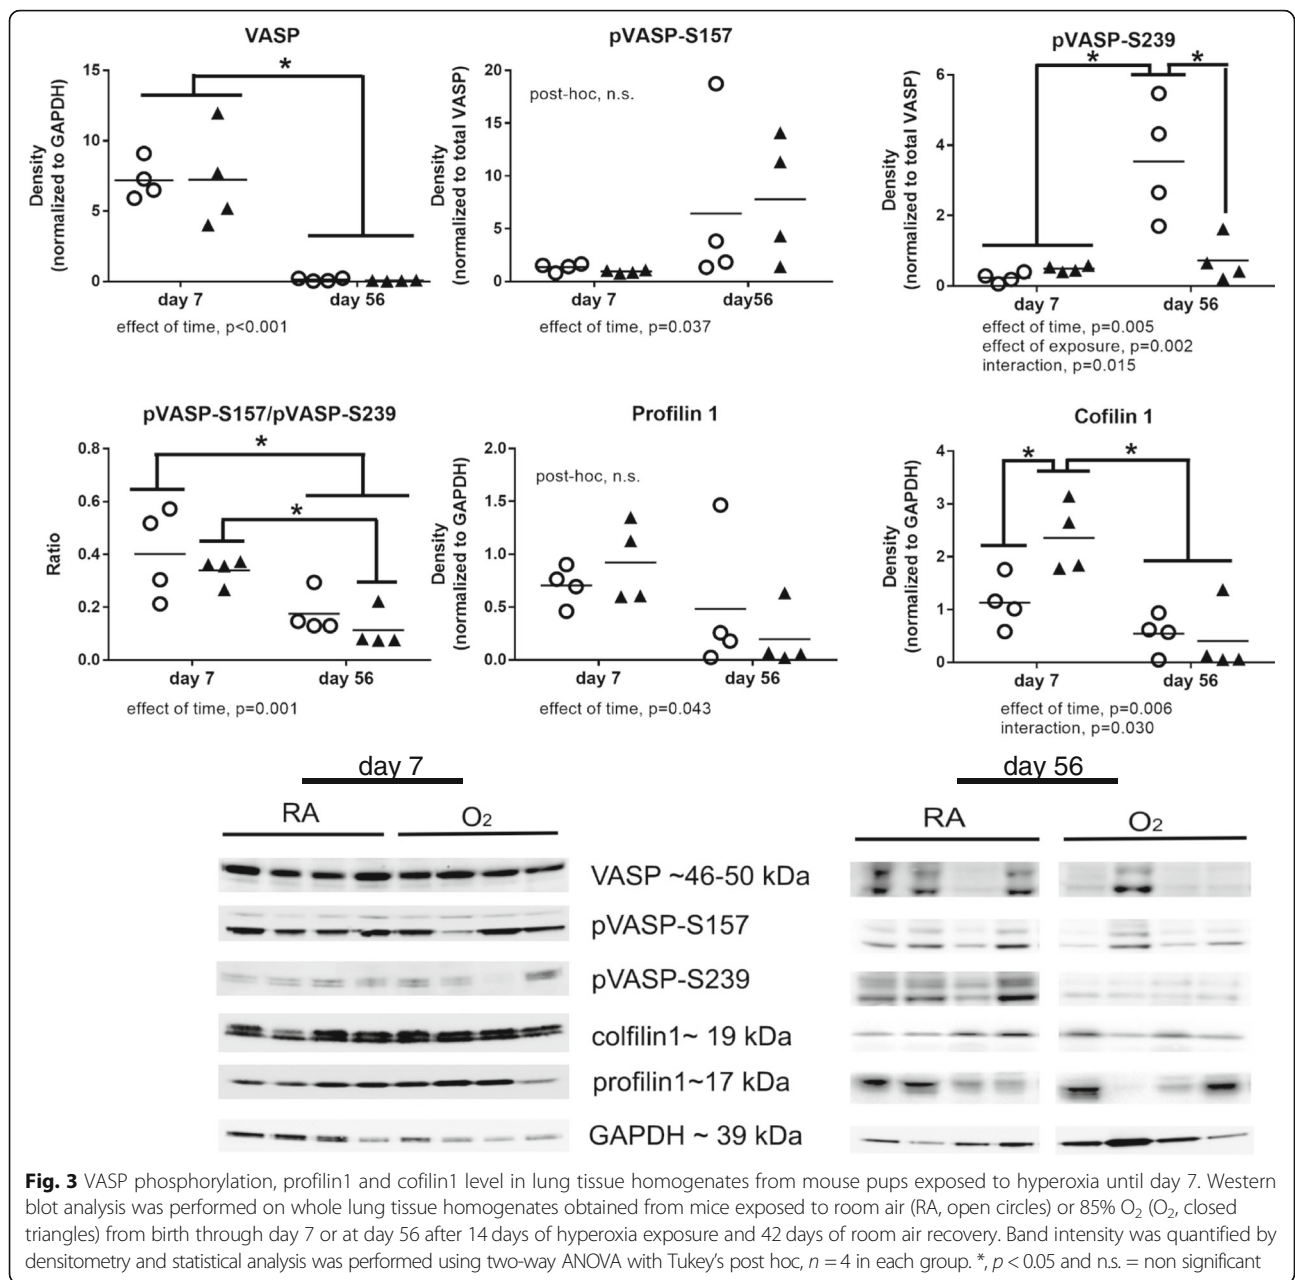 VASP
Density
(normalized to GAPDH)
15
10
5
0
*
day 7
day 56
effect of time, p<0.001
pVASP-S157
Density
(normalized to total VASP)
20
15
10
5
0
post-hoc, n.s.
day 7
day56
effect of time, p=0.037
pVASP-S239
Density
(normalized to total VASP)
6
4
2
0
*
*
day 7
day 56
effect of time, p=0.005
effect of exposure, p=0.002
interaction, p=0.015
pVASP-S157/pVASP-S239
Ratio
0.8
0.6
0.4
0.2
0.0
*
*
day 7
day 56
effect of time, p=0.001
Profilin 1
Density
(normalized to GAPDH)
2.0
1.5
1.0
0.5
0.0
post-hoc, n.s.
day 7
day 56
effect of time, p=0.043
Cofilin 1
Density
(normalized to GAPDH)
4
3
2
1
0
*
*
day 7
day 56
effect of time, p=0.006
interaction, p=0.030
day 7
day 56
RA
O2
RA
O2
VASP ~46-50 kDa
pVASP-S157
pVASP-S239
colfilin1~ 19 kDa
profilin1~17 kDa
GAPDH ~ 39 kDa
Fig. 3 VASP phosphorylation, profilin1 and cofilin1 level in lung tissue homogenates from mouse pups exposed to hyperoxia until day 7. Western
blot analysis was performed on whole lung tissue homogenates obtained from mice exposed to room air (RA, open circles) or 85% O2 (O2, closed
triangles) from birth through day 7 or at day 56 after 14 days of hyperoxia exposure and 42 days of room air recovery. Band intensity was quantified by
densitometry and statistical analysis was performed using two-way ANOVA with Tukey's post hoc, n = 4 in each group. *, p < 0.05 and n.s. = non significant